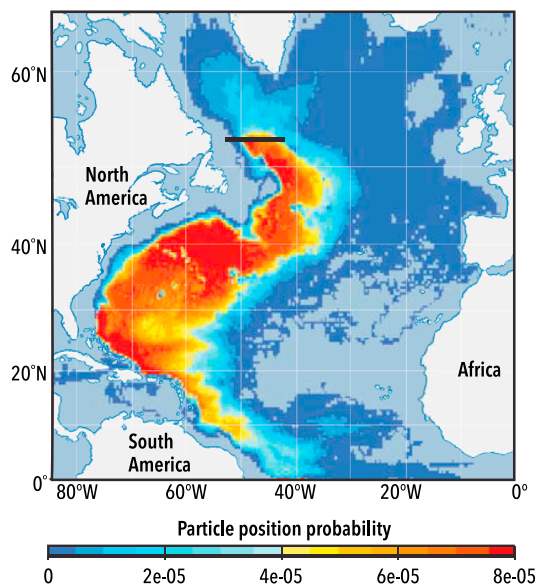 60°N
North
America
40°N
20°N
Africa
South
America
0°
80°W
60°W
40°W
20°W
0°
Particle position probability
0
2e-05
4e-05
6e-05
8e-05